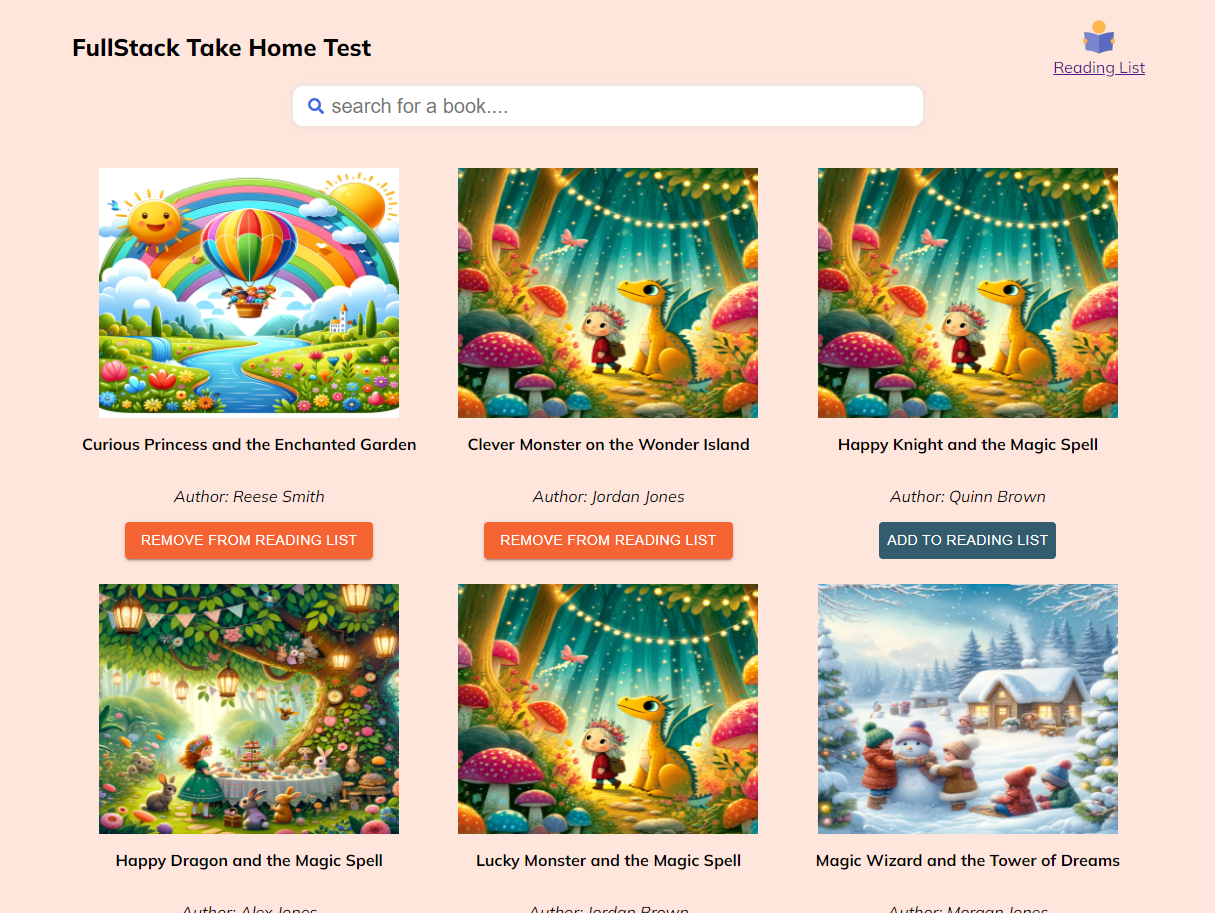 FullStack Take Home Test
Reading List
search for a book....
Curious Princess and the Enchanted Garden
Clever Monster on the Wonder Island
Happy Knight and the Magic Spell
Author: Reese Smith
Author: Jordan Jones
Author: Quinn Brown
REMOVE FROM READING LIST
REMOVE FROM READING LIST
ADD TO READING LIST
Happy Dragon and the Magic Spell
Lucky Monster and the Magic Spell
Magic Wizard and the Tower of Dreams
Author: Alex Jones
Author: Jordan Brown
Author: Morgan Jones